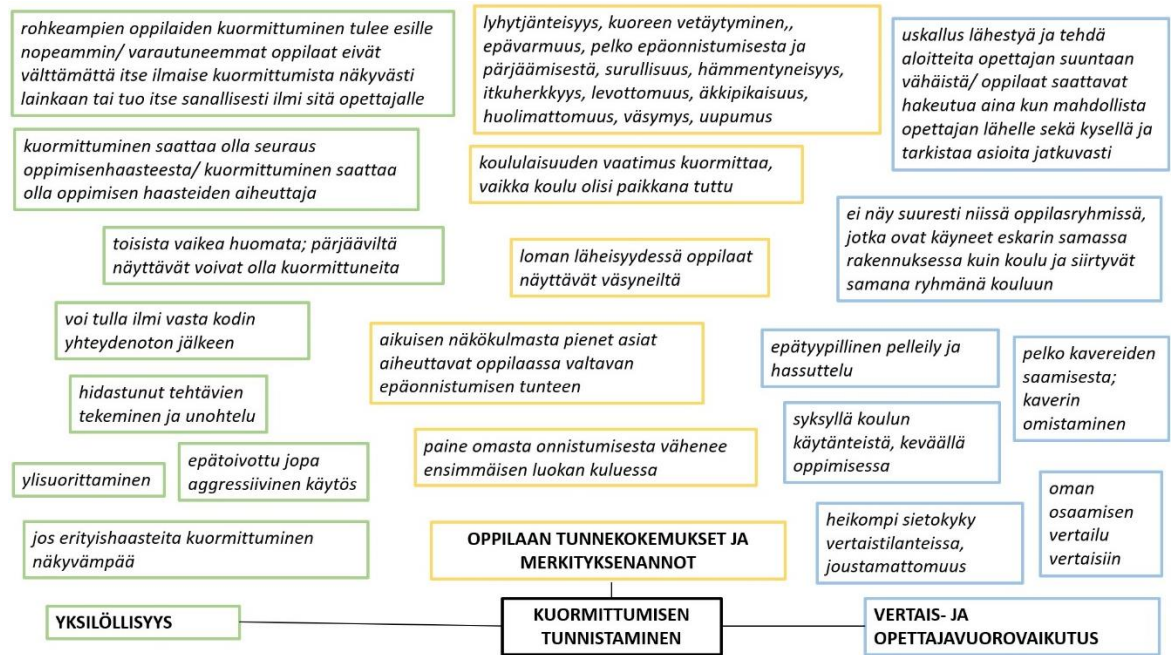 rohkeampien oppilaiden kuormittuminen tulee esille
nopeammin/ varautuneemmat oppilaat eivät
välttämättä itse ilmaise kuormittumista näkyvästi
lainkaan tai tuo itse sanallisesti ilmi sitä opettajalle
kuormittuminen saattaa olla seuraus
oppimisenhaasteesta/ kuormittuminen saattaa
olla oppimisen haasteiden aiheuttaja
toisista vaikea huomata; pärjääviltä
näyttävät voivat olla kuormittuneita
voi tulla ilmi vasta kodin
yhteydenoton jälkeen
hidastunut tehtävien
tekeminen ja unohtelu
ylisuorittaminen
epätoivottu jopa
aggressiivinen käytös
jos erityishaasteita kuormittuminen
näkyvämpää
YKSILÖLLISYYS
lyhytjänteisyys, kuoreen vetäytyminen,,
epävarmuus, pelko epäonnistumisesta ja
pärjäämisestä, surullisuus, hämmentyneisyys,
itkuherkkyys, levottomuus, äkkipikaisuus,
huolimattomuus, väsymys, uupumus
koululaisuuden vaatimus kuormittaa,
vaikka koulu olisi paikkana tuttu
loman läheisyydessä oppilaat
näyttävät väsyneiltä
aikuisen näkökulmasta pienet asiat
aiheuttavat oppilaassa valtavan
epäonnistumisen tunteen
paine omasta onnistumisesta vähenee
ensimmäisen luokan kuluessa
OPPILAAN TUNNEKOKEMUKSET JA
MERKITYKSENANNOT
KUORMITTUMISEN
TUNNISTAMINEN
uskallus lähestyä ja tehdä
aloitteita opettajan suuntaan
vähäistä/ oppilaat saattavat
hakeutua aina kun mahdollista
opettajan lähelle sekä kysellä ja
tarkistaa asioita jatkuvasti
ei näy suuresti niissä oppilasryhmissä,
jotka ovat käyneet eskarin samassa
rakennuksessa kuin koulu ja siirtyvät
samana ryhmänä kouluun
epätyypillinen pelleily ja
hassuttelu
pelko kavereiden
saamisesta;
kaverin
omistaminen
syksyllä koulun
käytänteistä, keväällä
oppimisessa
heikompi sietokyky
vertaistilanteissa,
joustamattomuus
oman
osaamisen
vertailu
vertaisiin
VERTAIS- JA
OPETTAJAVUOROVAIKUTUS